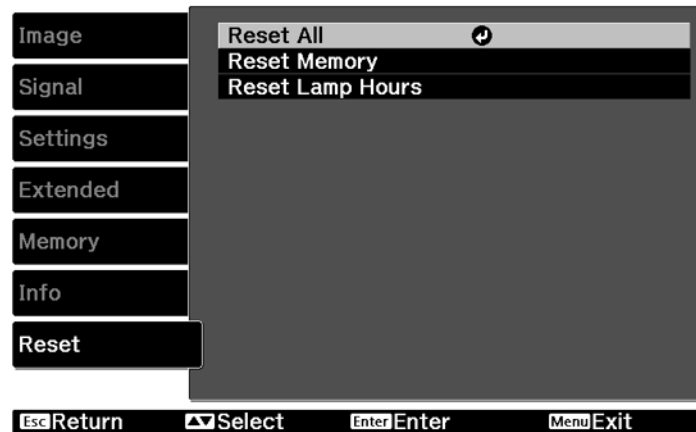 Image
Signal
Settings
Extended
Memory
Info
Reset
Reset All
Reset Memory
Reset Lamp Hours
Esc Return Select Enter Enter Menu Exit